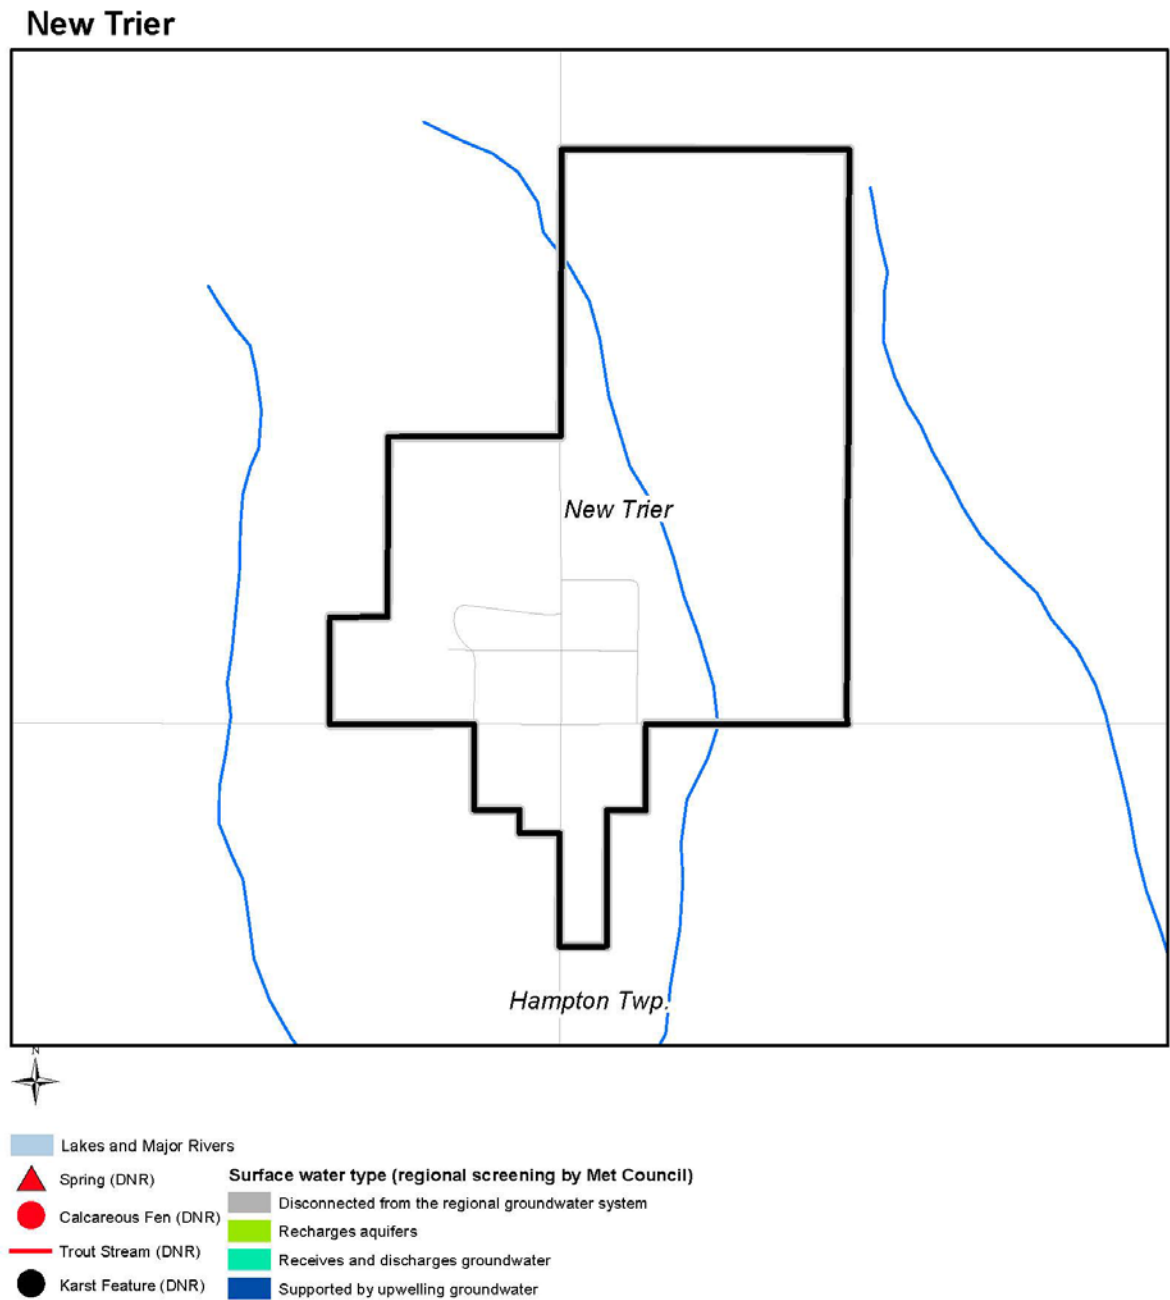 New Trier
New Trier
Hampton Twp.
N
Lakes and Major Rivers
Spring (DNR)
Calcareous Fen (DNR)
Trout Stream (DNR)
Karst Feature (DNR)
Surface water type (regional screening by Met Council)
Disconnected from the regional groundwater system
Recharges aquifers
Receives and discharges groundwater
Supported by upwelling groundwater